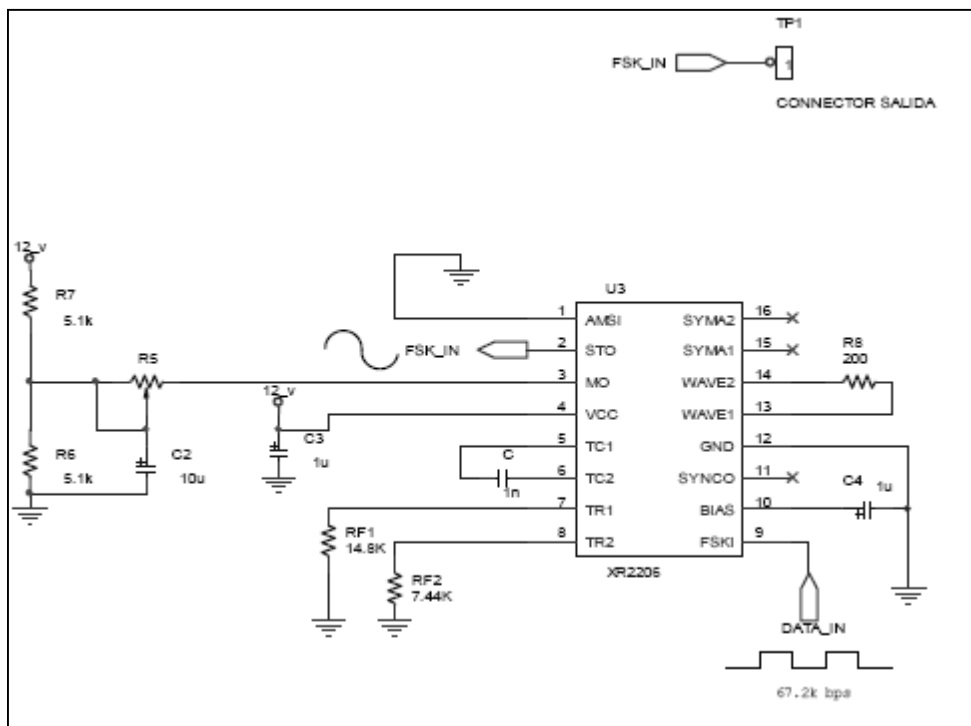 TP1
FSK_IN
1
CONNECTOR SALIDA
12_v
R7
5.1k
R5
R6
5.1k
C2
10u
12_v
C3
1u
FSK_IN
C
1n
RF1
14.8K
RF2
7.44K
U3
1 AMSI SYMA2 16
2 STO SYMA1 15
3 MO WAVE2 14
4 VCC WAVE1 13
5 TC1 GND 12
6 TC2 SYNCO 11
7 TR1 BIAS 10
8 TR2 FSKI 9
XR2206
R8
200
C4
1u
DATA_IN
67.2k bps